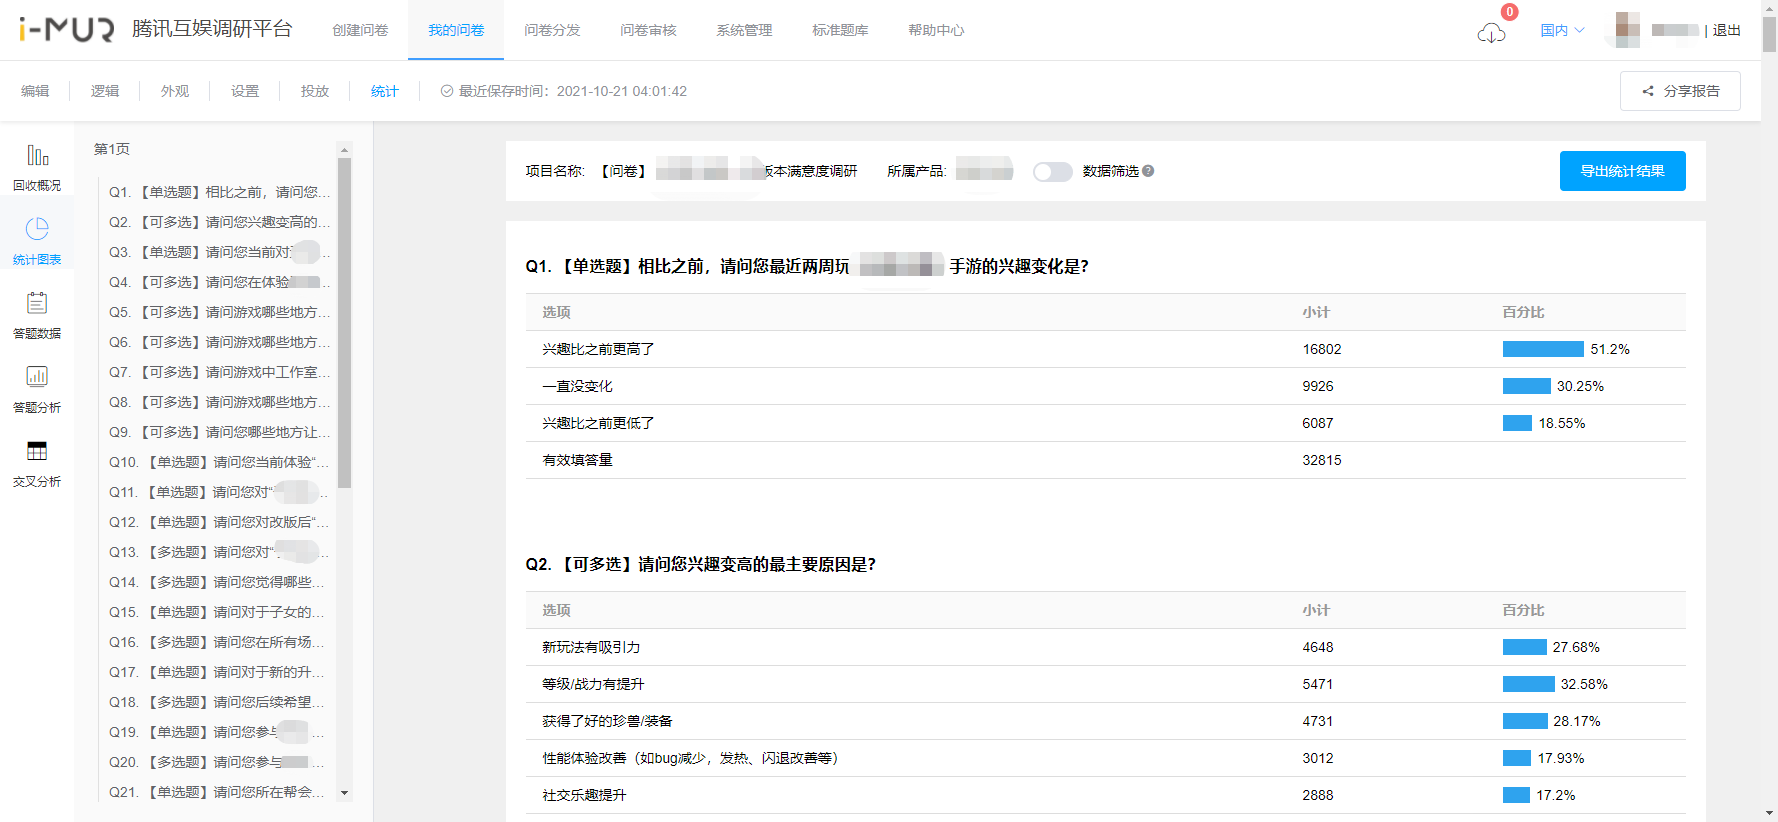 i-MUR 腾讯互娱调研平台 创建问卷 我的问卷 问卷分发 问卷审核 系统管理 标准题库 帮助中心 0 国内 | 退出
编辑 逻辑 外观 设置 投放 统计 最近保存时间：2021-10-21 04:01:42 分享报告
回收概况
统计图表
答题数据
答题分析
交叉分析
第1页
Q1. 【单选题】相比之前，请问您...
Q2. 【可多选】请问您兴趣变高的...
Q3. 【单选题】请问您当前对
Q4. 【可多选】请问您在体验 ...
Q5. 【可多选】请问游戏哪些地方...
Q6. 【可多选】请问游戏哪些地方...
Q7. 【可多选】请问游戏中工作室...
Q8. 【可多选】请问游戏哪些地方...
Q9. 【可多选】请问您哪些地方让...
Q10. 【单选题】请问您当前体验“...
Q11. 【单选题】请问您对“ ..
Q12. 【单选题】请问您对改版后“...
Q13. 【多选题】请问您对“ ..
Q14. 【多选题】请问您觉得哪些...
Q15. 【单选题】请问对于子女的...
Q16. 【多选题】请问您在所有场...
Q17. 【单选题】请问对于新的升...
Q18. 【多选题】请问您后续希望...
Q19. 【单选题】请问您参与 ...
Q20. 【多选题】请问您参与 ...
Q21. 【单选题】请问您所在帮会...
项目名称: 【问卷】 版本满意度调研 所属产品: 数据筛选 ? 导出统计结果
Q1. 【单选题】相比之前，请问您最近两周玩 手游的兴趣变化是?
选项 小计 百分比
兴趣比之前更高了 16802 51.2%
一直没变化 9926 30.25%
兴趣比之前更低了 6087 18.55%
有效填答量 32815
Q2. 【可多选】请问您兴趣变高的最主要原因是?
选项 小计 百分比
新玩法有吸引力 4648 27.68%
等级/战力有提升 5471 32.58%
获得了好的珍兽/装备 4731 28.17%
性能体验改善（如bug减少，发热、闪退改善等） 3012 17.93%
社交乐趣提升 2888 17.2%